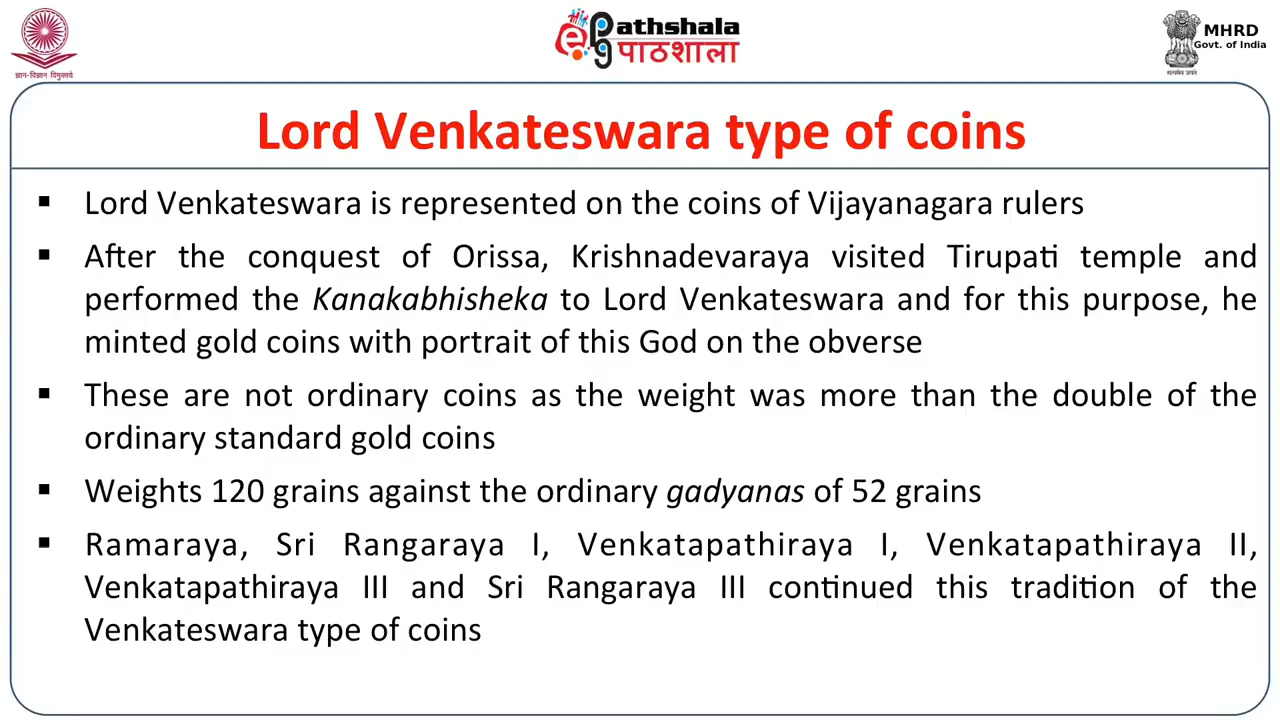 ज्ञान-विज्ञान विमुक्तये
ePathshala
पाठशाला
MHRD
Govt. of India
सत्यमेव जयते
Lord Venkateswara type of coins
▪ Lord Venkateswara is represented on the coins of Vijayanagara rulers
▪ After the conquest of Orissa, Krishnadevaraya visited Tirupati temple and
performed the Kanakabhisheka to Lord Venkateswara and for this purpose, he
minted gold coins with portrait of this God on the obverse
▪ These are not ordinary coins as the weight was more than the double of the
ordinary standard gold coins
▪ Weights 120 grains against the ordinary gadyanas of 52 grains
▪ Ramaraya, Sri Rangaraya I, Venkatapathiraya I, Venkatapathiraya II,
Venkatapathiraya III and Sri Rangaraya III continued this tradition of the
Venkateswara type of coins